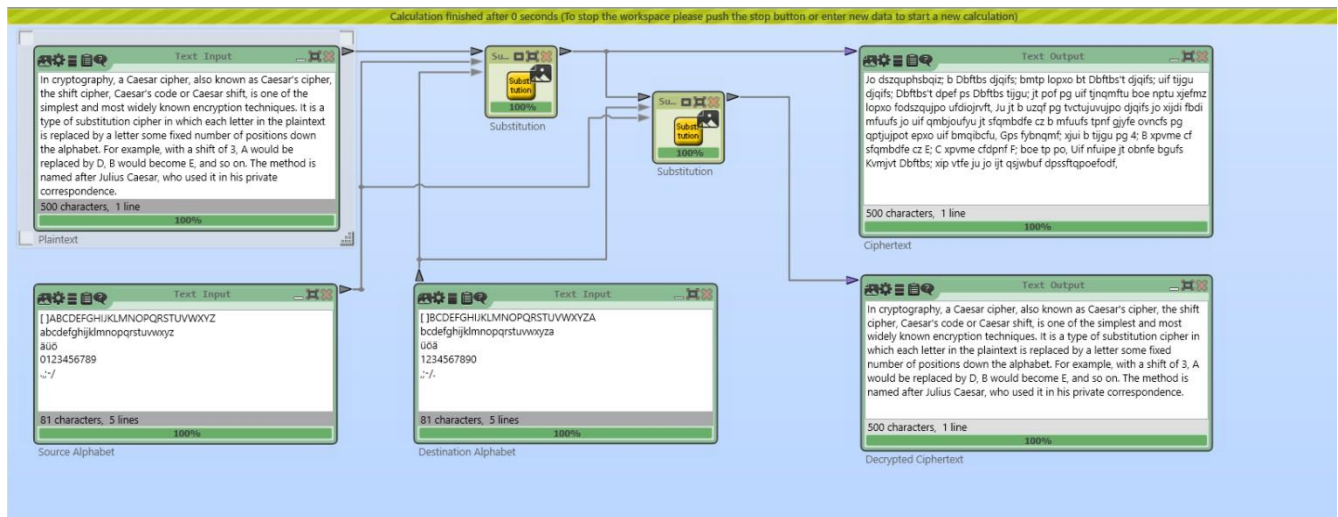 Calculation finished after 0 seconds (To stop the workspace please push the stop button or enter new data to start a new calculation)
Text Input
In cryptography, a Caesar cipher, also known as Caesar's cipher,
the shift cipher, Caesar's code or Caesar shift, is one of the
simplest and most widely known encryption techniques. It is a
type of substitution cipher in which each letter in the plaintext
is replaced by a letter some fixed number of positions down
the alphabet. For example, with a shift of 3, A would be
replaced by D, B would become E, and so on. The method is
named after Julius Caesar, who used it in his private
correspondence.
500 characters, 1 line
100%
Plaintext
Su...
Substi
tution
100%
Substitution
Su...
Substi
tution
100%
Substitution
Text Output
Jo dszquphsbqiz; b Dbftbs djqifs; bmtp lopxo bt Dbftbs't djqifs; uif tijgu
djqifs; Dbftbs't dpef ps Dbftbs tijgu; jt pof pg uif tjnqmftu boe nptu xjefmz
lopxo fodszqujpo ufdiojrvft, Ju jt b uzqf pg tvctujuvujpo djqifs jo xijdi fbdi
mfuufs jo uif qmbjoufyu jt sfqmbdfe cz b mfuufs tpnf gjyfe ovncfs pg
qptjujpot epxo uif bmqibcfu, Gps fybnqmf; xjui b tijgu pg 4; B xpvme cf
sfqmbdfe cz E; C xpvme cfdpnf F; boe tp po, Uif nfuipe jt obnfe bgufs
Kvmjvt Dbftbs; xip vtfe ju jo ijt qsjwbuf dpssftqpoefodf,
500 characters, 1 line
100%
Ciphertext
Text Input
[ ]ABCDEFGHIJKLMNOPQRSTUVWXYZ
abcdefghijklmnopqrstuvwxyz
äüö
0123456789
.,;-/
81 characters, 5 lines
100%
Source Alphabet
Text Input
[ ]BCDEFGHIJKLMNOPQRSTUVWXYZA
bcdefghijklmnopqrstuvwxyza
üöä
1234567890
,;-/.
81 characters, 5 lines
100%
Destination Alphabet
Text Output
In cryptography, a Caesar cipher, also known as Caesar's cipher, the shift
cipher, Caesar's code or Caesar shift, is one of the simplest and most
widely known encryption techniques. It is a type of substitution cipher in
which each letter in the plaintext is replaced by a letter some fixed
number of positions down the alphabet. For example, with a shift of 3, A
would be replaced by D, B would become E, and so on. The method is
named after Julius Caesar, who used it in his private correspondence.
500 characters, 1 line
100%
Decrypted Ciphertext